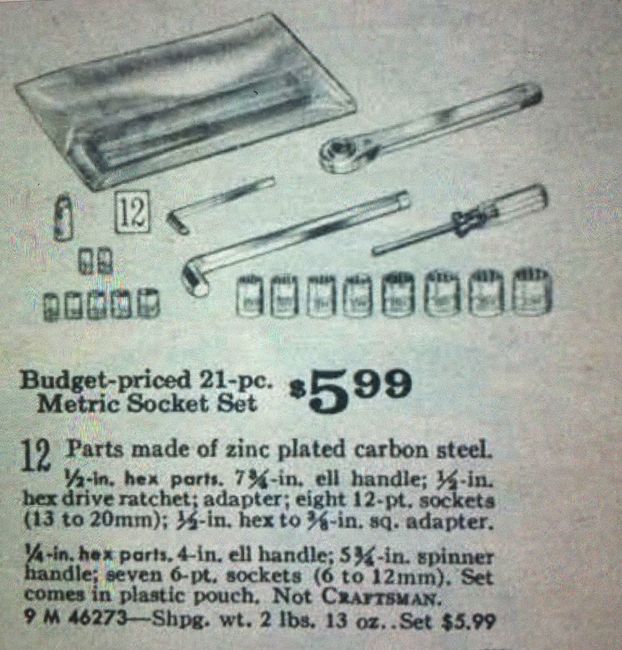 12
Budget-priced 21-pc.
Metric Socket Set $5.99
12 Parts made of zinc plated carbon steel.
½-in. hex parts. 7¾-in. ell handle; ½-in.
hex drive ratchet; adapter; eight 12-pt. sockets
(13 to 20mm); ½-in. hex to ⅜-in. sq. adapter.
¼-in. hex parts. 4-in. ell handle; 5¾-in. spinner
handle; seven 6-pt. sockets (6 to 12mm). Set
comes in plastic pouch. Not CRAFTSMAN.
9 M 46273—Shpg. wt. 2 lbs. 13 oz..Set $5.99